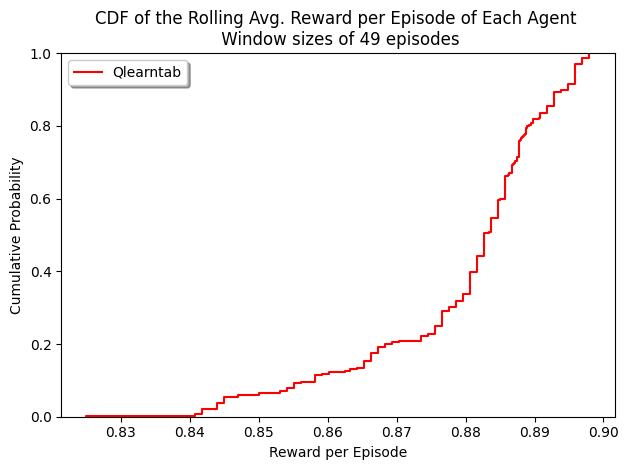 CDF of the Rolling Avg. Reward per Episode of Each Agent
Window sizes of 49 episodes
Qlearntab
1.0
0.8
0.6
0.4
0.2
0.0
Cumulative Probability
0.83 0.84 0.85 0.86 0.87 0.88 0.89 0.90
Reward per Episode